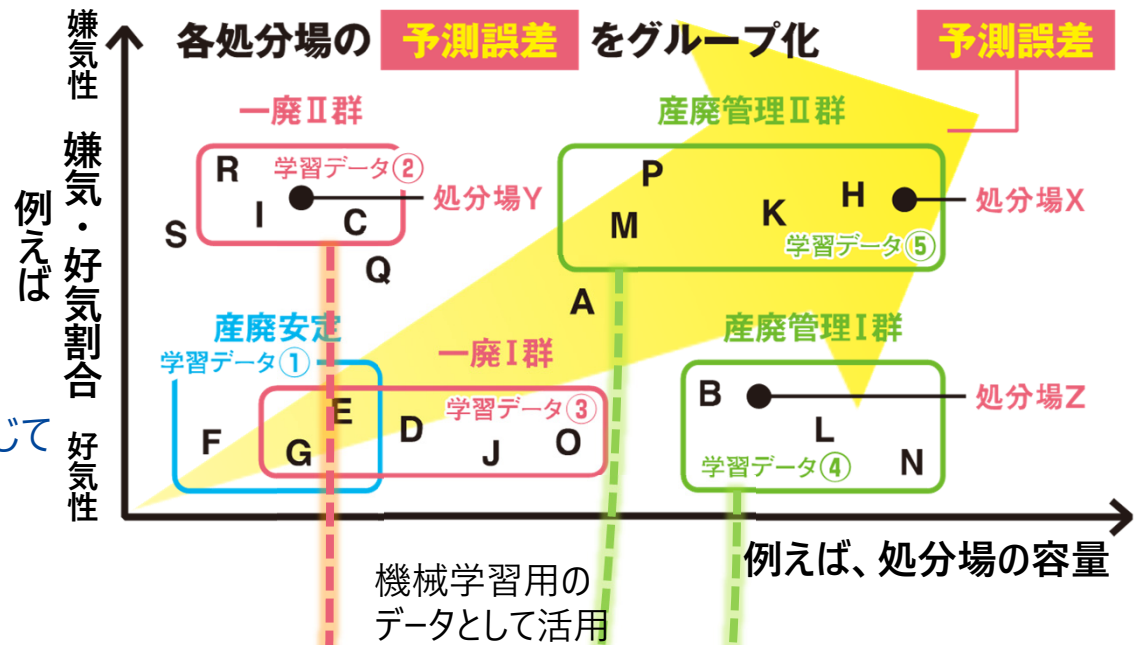 各処分場の 予測誤差 をグループ化
予測誤差
嫌気性
嫌気・好気割合
例えば
好気性
じて
一廃Ⅱ群
学習データ②
R
I
C
S
Q
処分場Y
産廃管理Ⅱ群
P
M
K
H
学習データ⑤
処分場X
A
産廃安定
学習データ①
F
G
E
一廃Ⅰ群
学習データ③
D
J
O
産廃管理Ⅰ群
B
L
N
学習データ④
処分場Z
例えば、処分場の容量
機械学習用の
データとして活用